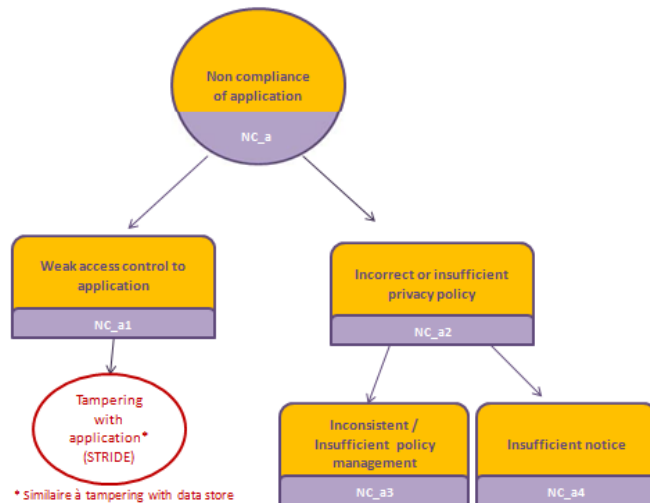 Non compliance
of application
NC_a
Weak access control to
application
NC_a1
Incorrect or insufficient
privacy policy
NC_a2
Tampering
with
application*
(STRIDE)
* Similaire à tampering with data store
Inconsistent /
Insufficient policy
management
NC_a3
Insufficient notice
NC_a4